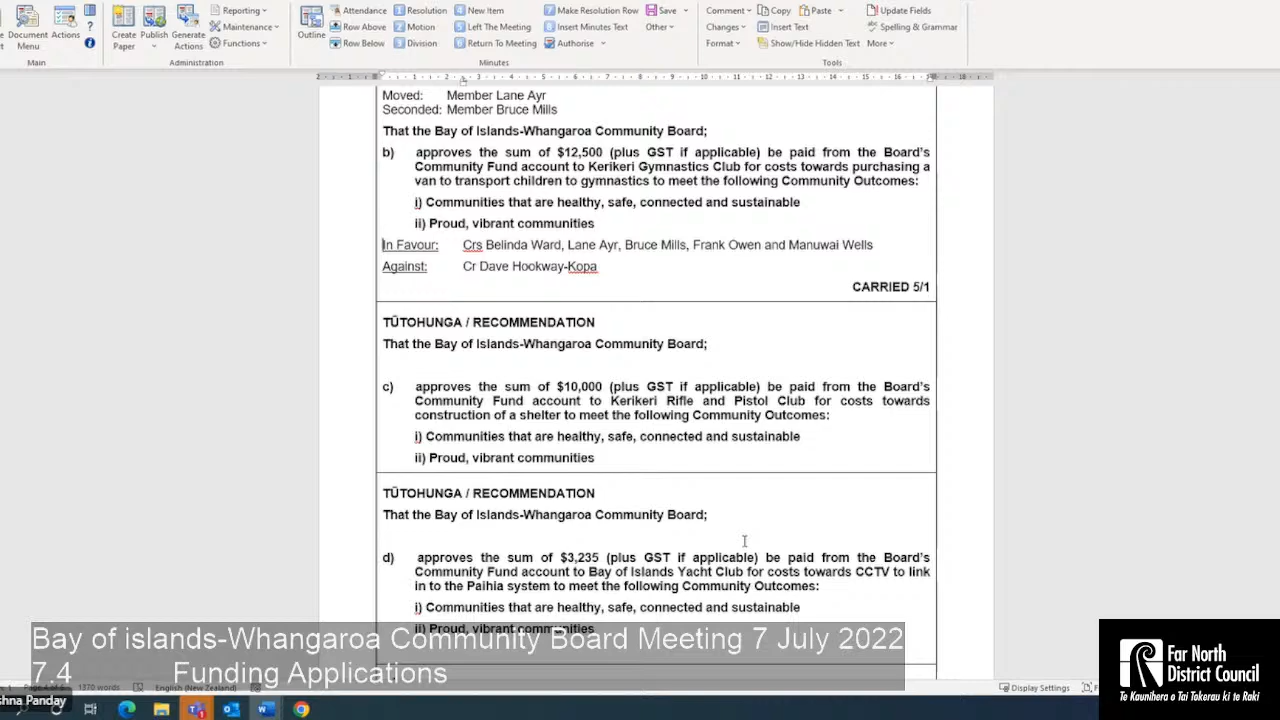 Reporting Attendance Resolution New Item Make Resolution Row Save Comment Copy Paste Update Fields
Maintenance Row Above Motion Left The Meeting Insert Minutes Text Other Changes Insert Text Spelling & Grammar
Document Menu Actions Create Paper Publish Generate Actions Functions Outline Row Below Division Return To Meeting Authorise Format Show/Hide Hidden Text More
Main Administration Minutes Tools
Moved: Member Lane Ayr
Seconded: Member Bruce Mills
That the Bay of Islands-Whangaroa Community Board;
b) approves the sum of $12,500 (plus GST if applicable) be paid from the Board's
Community Fund account to Kerikeri Gymnastics Club for costs towards purchasing a
van to transport children to gymnastics to meet the following Community Outcomes:
i) Communities that are healthy, safe, connected and sustainable
ii) Proud, vibrant communities
In Favour: Crs Belinda Ward, Lane Ayr, Bruce Mills, Frank Owen and Manuwai Wells
Against: Cr Dave Hookway-Kopa
CARRIED 5/1
TŪTOHUNGA / RECOMMENDATION
That the Bay of Islands-Whangaroa Community Board;
c) approves the sum of $10,000 (plus GST if applicable) be paid from the Board's
Community Fund account to Kerikeri Rifle and Pistol Club for costs towards
construction of a shelter to meet the following Community Outcomes:
i) Communities that are healthy, safe, connected and sustainable
ii) Proud, vibrant communities
TŪTOHUNGA / RECOMMENDATION
That the Bay of Islands-Whangaroa Community Board;
d) approves the sum of $3,235 (plus GST if applicable) be paid from the Board's
Community Fund account to Bay of Islands Yacht Club for costs towards CCTV to link
in to the Paihia system to meet the following Community Outcomes:
i) Communities that are healthy, safe, connected and sustainable
ii) Proud, vibrant communities
Bay of islands-Whangaroa Community Board Meeting 7 July 2022
7.4 Funding Applications
1370 words English (New Zealand) Display Settings
hna Panday
Far North
District Council
Te Kaunihera o Tai Tokerau ki te Raki